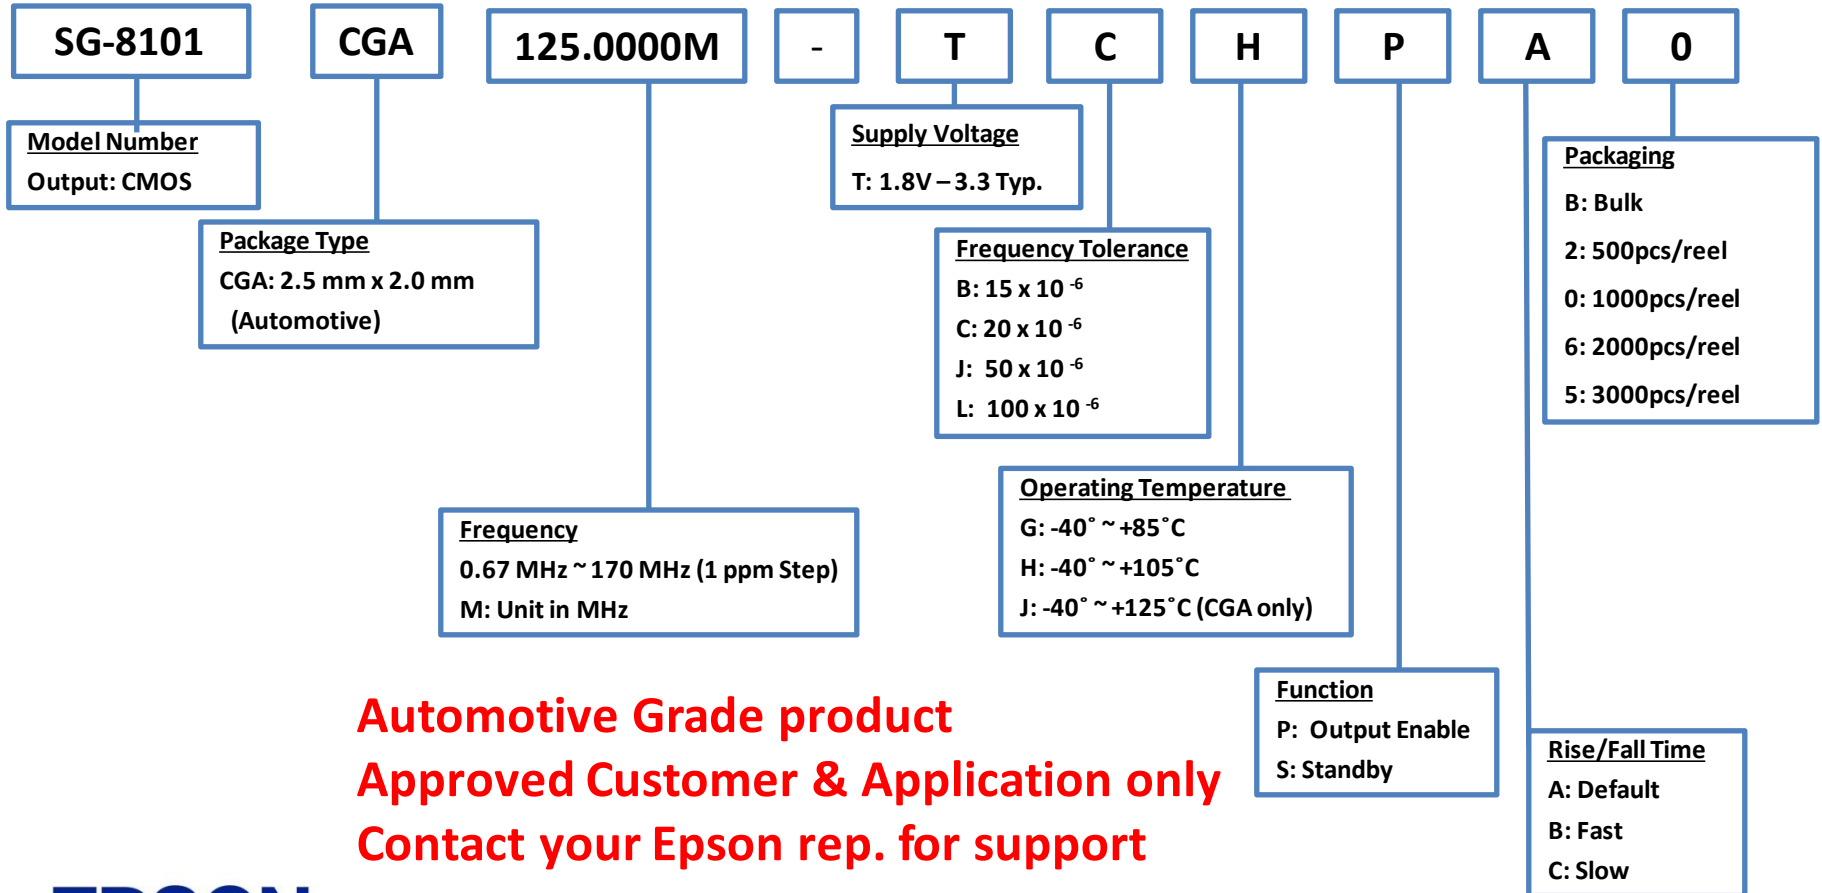 SG-8101 CGA 125.0000M - T C H P A 0
Model Number
Output: CMOS
Package Type
CGA: 2.5 mm x 2.0 mm
(Automotive)
Frequency
0.67 MHz ~ 170 MHz (1 ppm Step)
M: Unit in MHz
Supply Voltage
T: 1.8V – 3.3 Typ.
Frequency Tolerance
B: 15 x 10 -6
C: 20 x 10 -6
J: 50 x 10 -6
L: 100 x 10 -6
Operating Temperature
G: -40˚ ~ +85˚C
H: -40˚ ~ +105˚C
J: -40˚ ~ +125˚C (CGA only)
Function
P: Output Enable
S: Standby
Rise/Fall Time
A: Default
B: Fast
C: Slow
Packaging
B: Bulk
2: 500pcs/reel
0: 1000pcs/reel
6: 2000pcs/reel
5: 3000pcs/reel
Automotive Grade product
Approved Customer & Application only
Contact your Epson rep. for support
EPSON